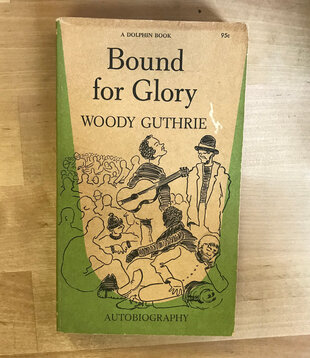 A DOLPHIN BOOK 95¢
Bound
for Glory
WOODY GUTHRIE
AUTOBIOGRAPHY